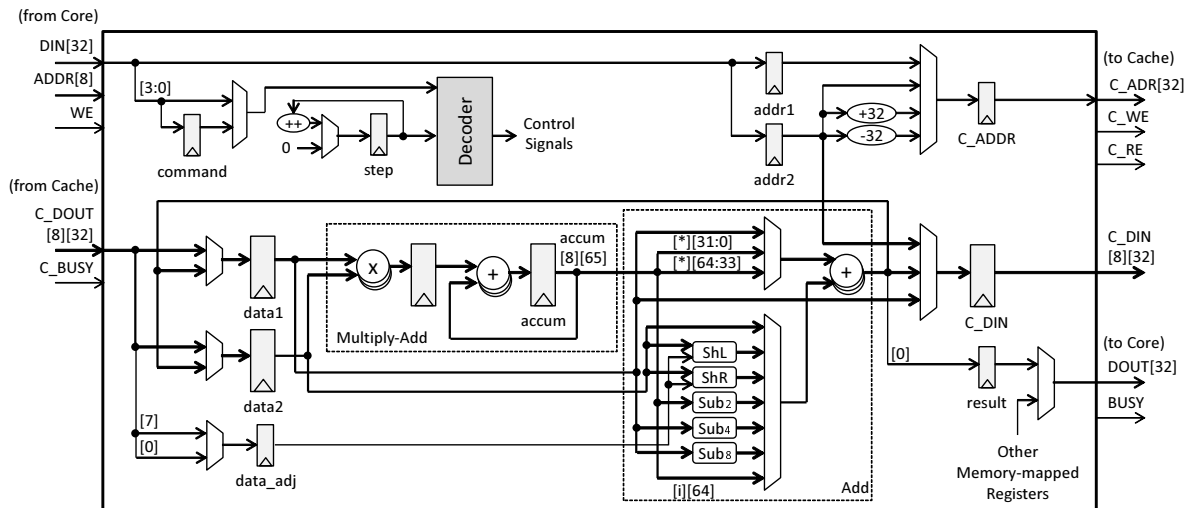 (from Core)
DIN[32]
ADDR[8]
WE
(from Cache)
C_DOUT
[8][32]
C_BUSY
[3:0]
command
++
0
step
Decoder
Control
Signals
addr1
addr2
+32
-32
C_ADDR
(to Cache)
C_ADR[32]
C_WE
C_RE
data1
data2
[7]
[0]
data_adj
x
+
accum
[8][65]
accum
Multiply-Add
[*][31:0]
[*][64:33]
+
ShL
ShR
Sub2
Sub4
Sub8
[i][64]
Add
C_DIN
C_DIN
[8][32]
[0]
result
(to Core)
DOUT[32]
BUSY
Other
Memory-mapped
Registers